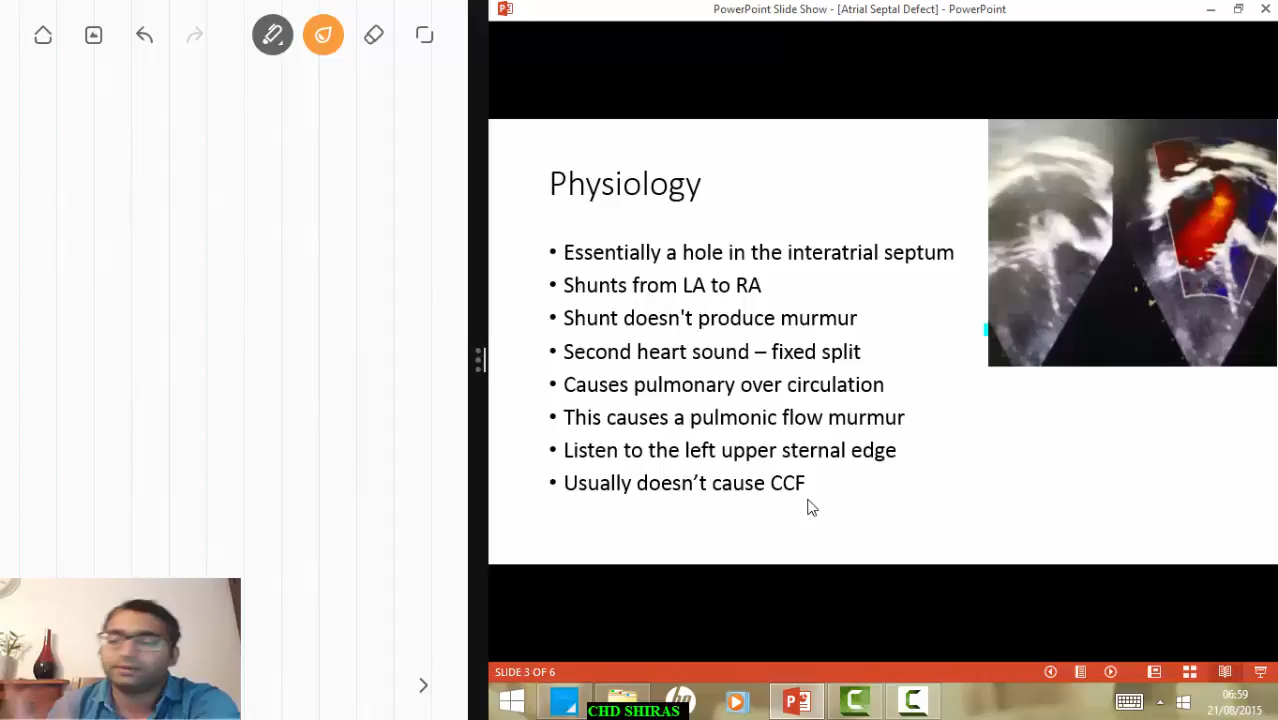 PowerPoint Slide Show - [Atrial Septal Defect] - PowerPoint
Physiology
• Essentially a hole in the interatrial septum
• Shunts from LA to RA
• Shunt doesn't produce murmur
• Second heart sound – fixed split
• Causes pulmonary over circulation
• This causes a pulmonic flow murmur
• Listen to the left upper sternal edge
• Usually doesn’t cause CCF
SLIDE 3 OF 6
CHD SHIRAS
06:59
21/08/2015